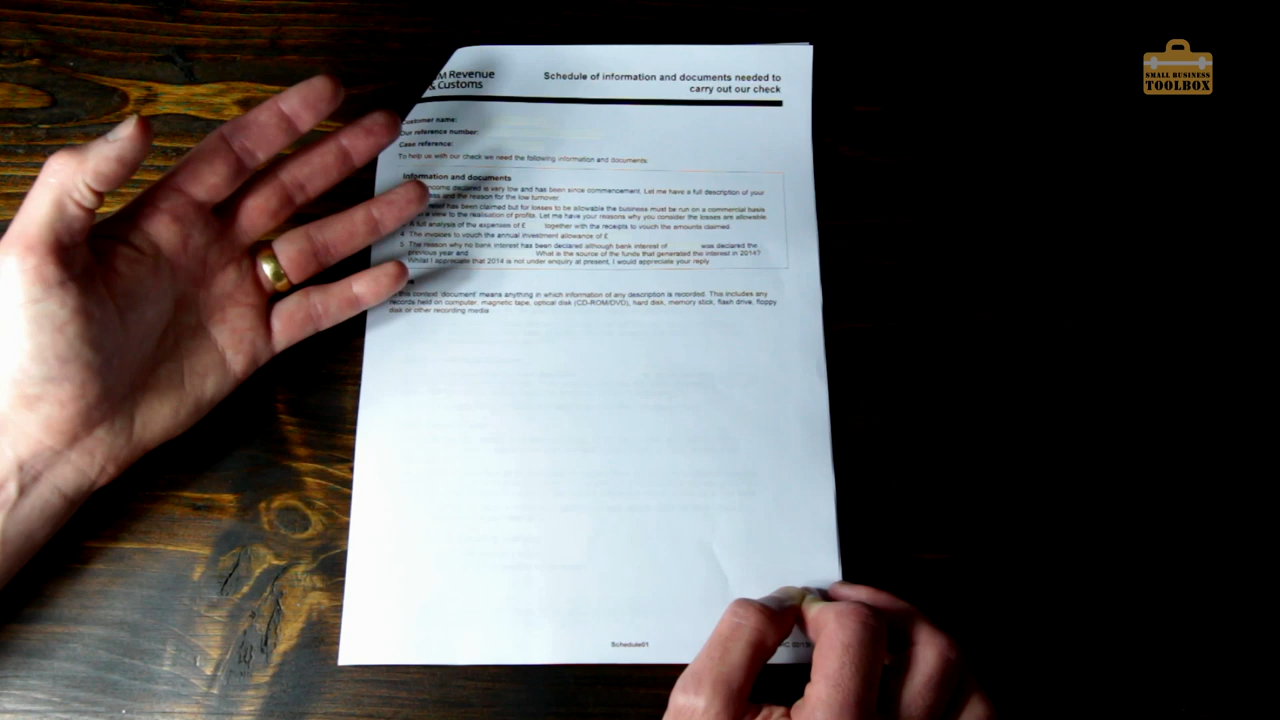 SMALL BUSINESS
TOOLBOX
M Revenue
& Customs
Schedule of information and documents needed to
carry out our check
Customer name:
Our reference number:
Case reference:
To help us with our check we need the following information and documents.
Information and documents
income declared is very low and has been since commencement. Let me have a full description of your
and the reason for the low turnover.
relief has been claimed but for losses to be allowable the business must be run on a commercial basis
a view to the realisation of profits. Let me have your reasons why you consider the losses are allowable.
A full analysis of the expenses of £ together with the receipts to vouch the amounts claimed.
4 The invoices to vouch the annual investment allowance of £
5 The reason why no bank interest has been declared although bank interest of was declared the
previous year and What is the source of the funds that generated the interest in 2014?
Whilst I appreciate that 2014 is not under enquiry at present, I would appreciate your reply
this context 'document' means anything in which information of any description is recorded. This includes any
records held on computer, magnetic tape, optical disk (CD-ROM/DVD), hard disk, memory stick, flash drive, floppy
disk or other recording media.
Schedule01